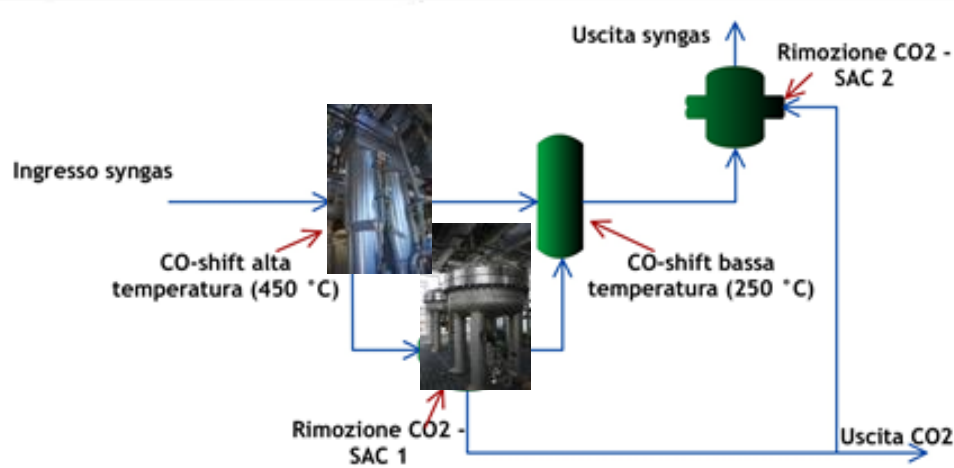 Uscita syngas
Rimozione CO2 -
SAC 2
Ingresso syngas
CO-shift alta
temperatura (450 °C)
CO-shift bassa
temperatura (250 °C)
Rimozione CO2 -
SAC 1
Uscita CO2